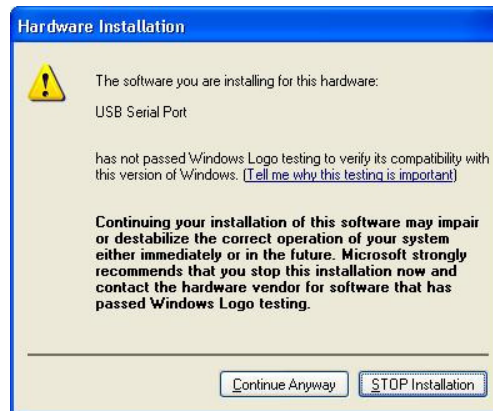 Hardware Installation
The software you are installing for this hardware:
USB Serial Port
has not passed Windows Logo testing to verify its compatibility with
this version of Windows. (Tell me why this testing is important)
Continuing your installation of this software may impair
or destabilize the correct operation of your system
either immediately or in the future. Microsoft strongly
recommends that you stop this installation now and
contact the hardware vendor for software that has
passed Windows Logo testing.
Continue Anyway
STOP Installation